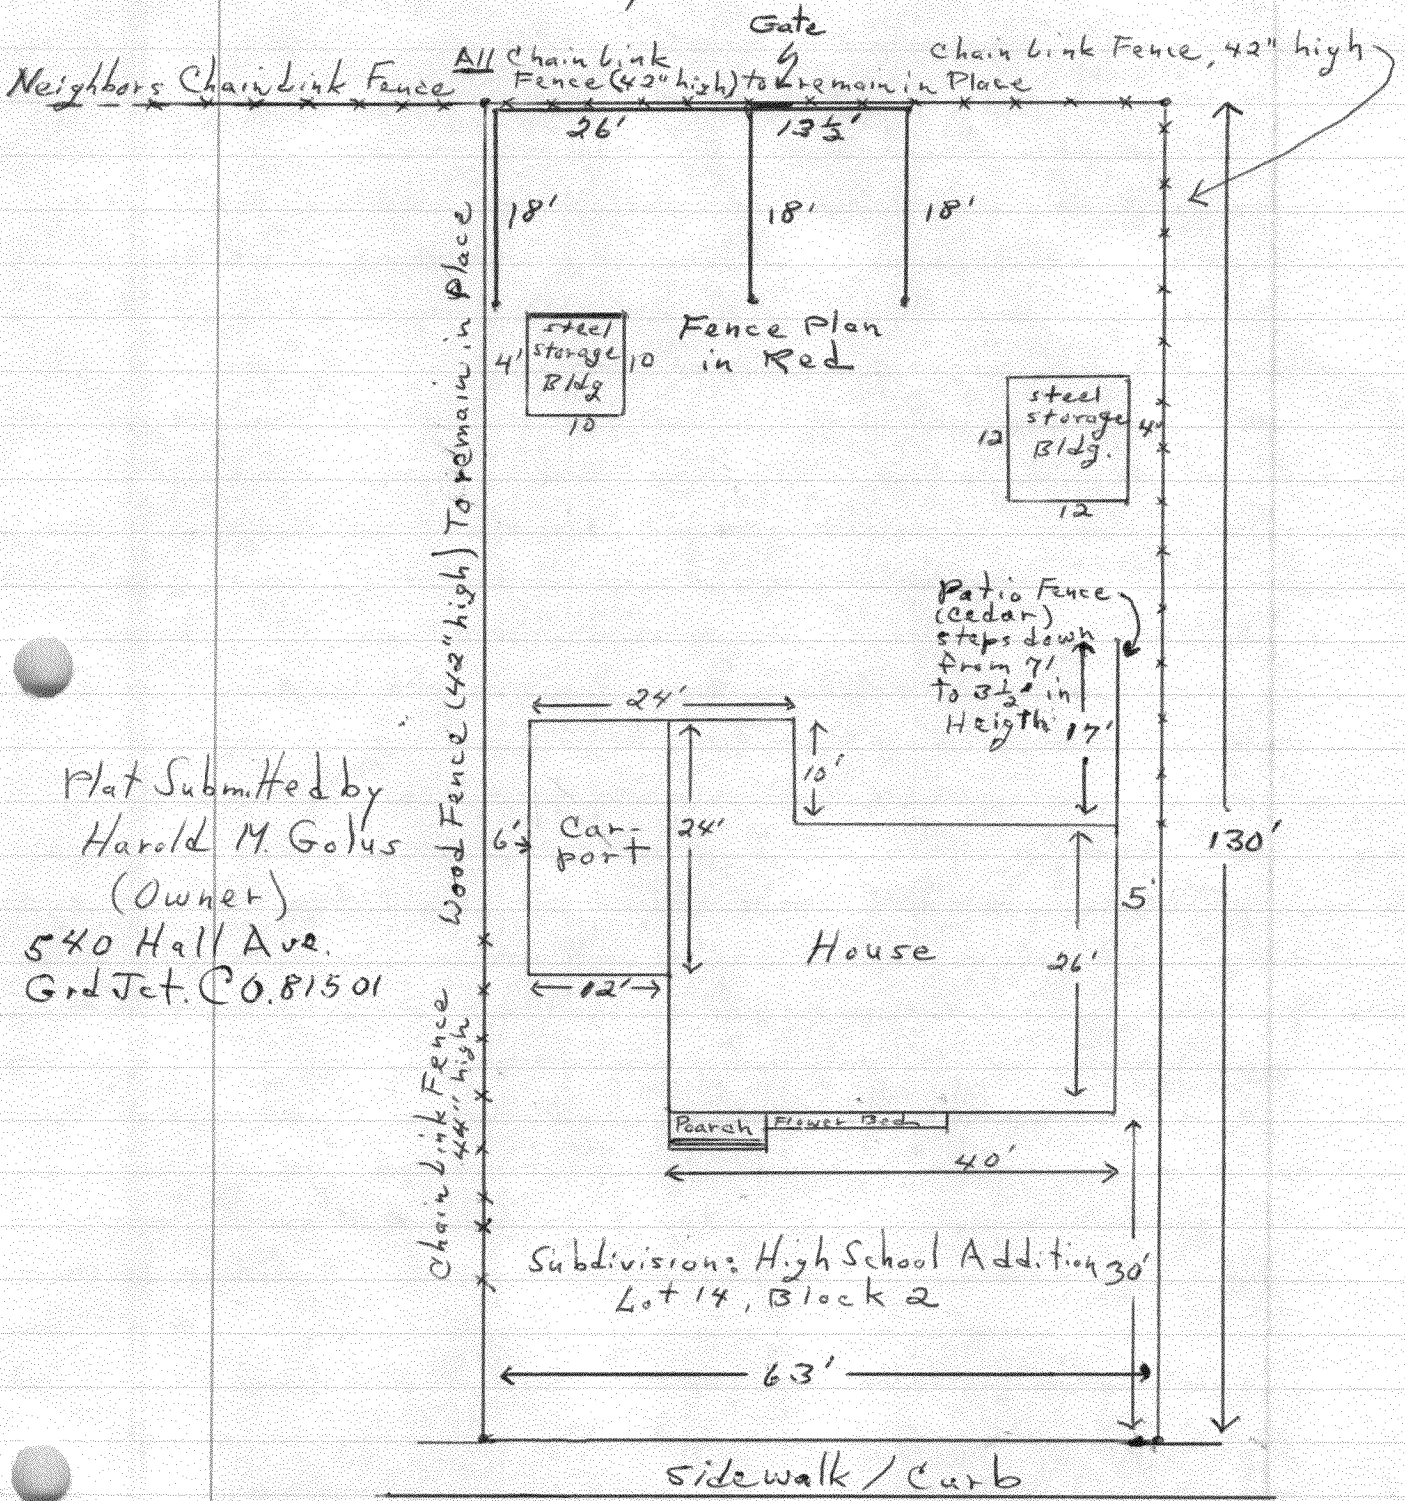 Gate
All Chain Link
Fence (42" high) to remain in Place
Chain Link Fence, 42" high
Neighbors Chain Link Fence
26'
13½'
18'
18'
18'
Fence Plan
in Red
steel
storage
Bldg
4'
10
10
steel
storage
Bldg.
12
4'
12
Wood Fence (42" high) To remain in place
Patio Fence
(Cedar)
steps down
from 7'
to 3½' in
Heigth
17'
24'
10'
Car-
port
24'
6'
12'
House
26'
5'
130'
Plat Submitted by
Harold M. Golus
(Owner)
540 Hall Ave.
Grd Jct. CO. 81501
Chain Link Fence
44" high
Poarch
Flower Bed
40'
Subdivision: High School Addition
Lot 14, Block 2
30'
63'
Sidewalk / Curb